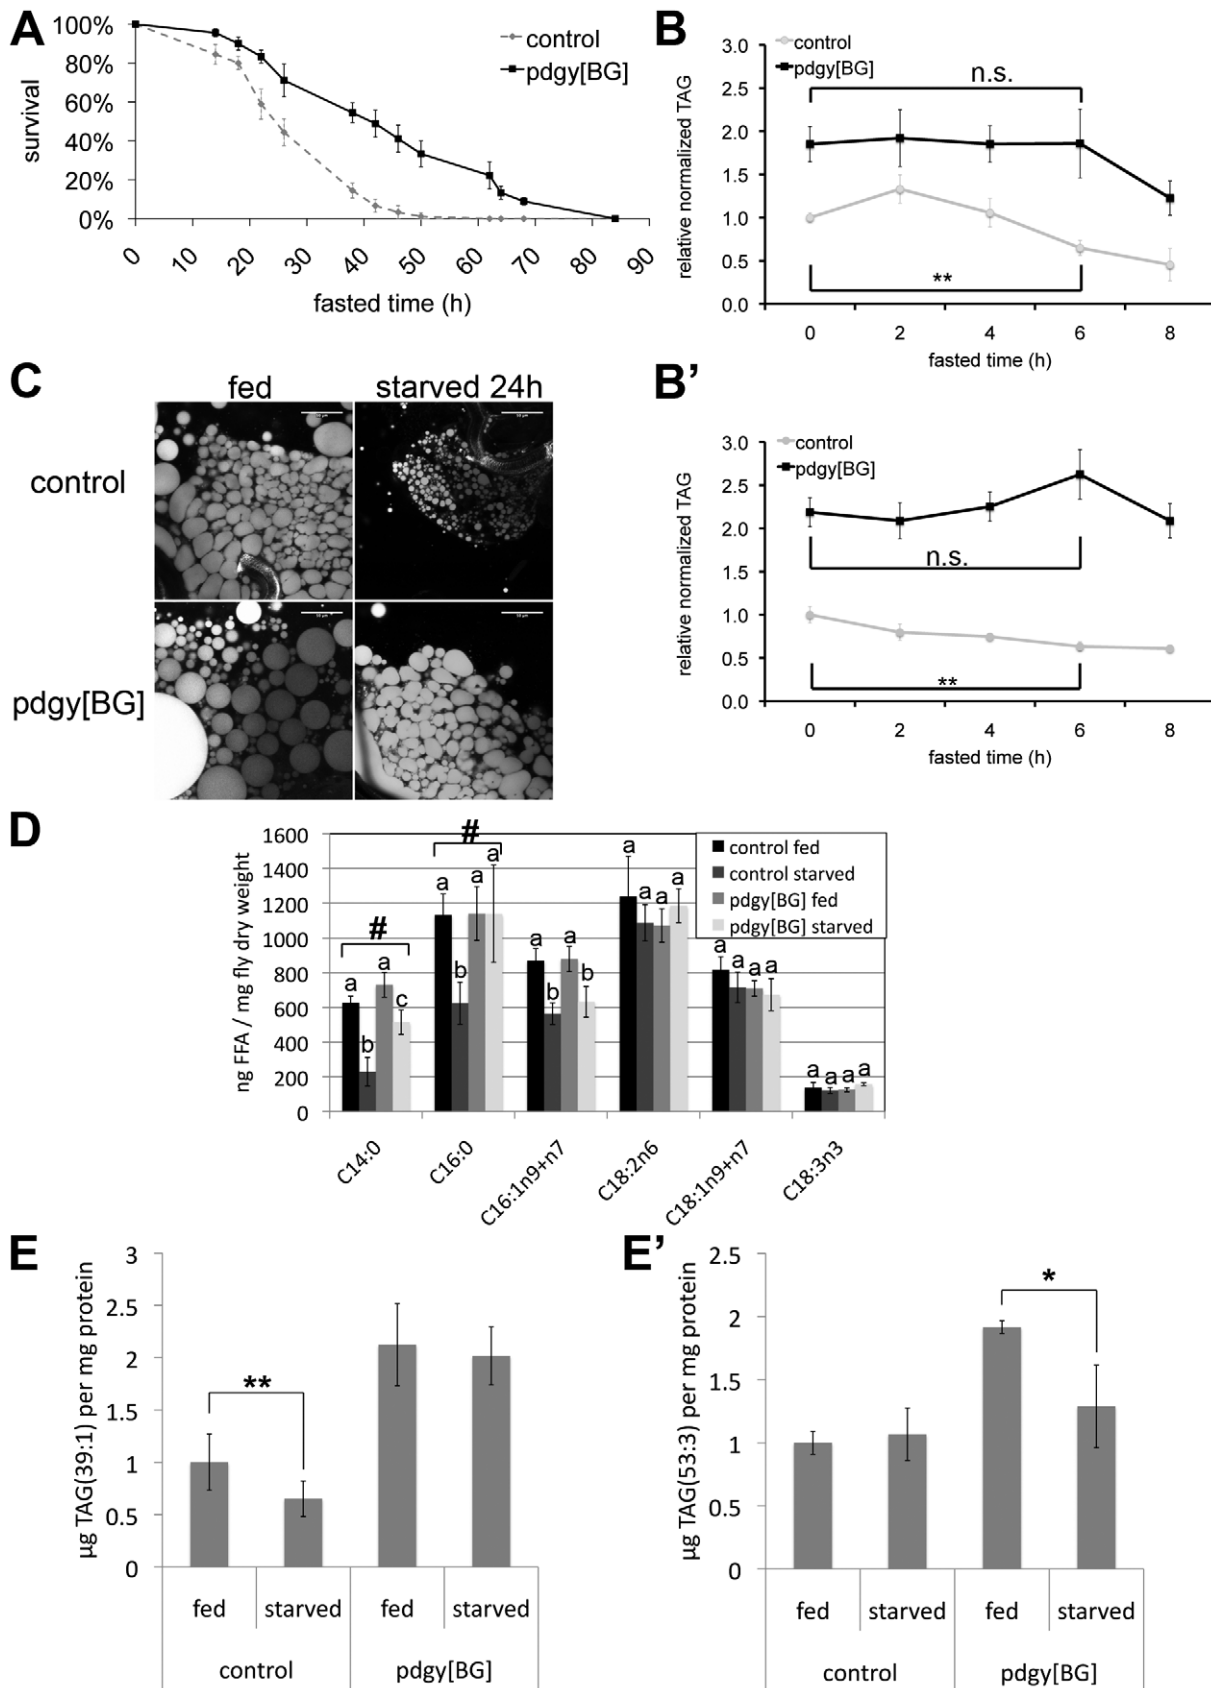 A
100%
80%
60%
40%
20%
0%
survival
control
pdgy[BG]
0 10 20 30 40 50 60 70 80 90
fasted time (h)
B
control
pdgy[BG]
3.0
2.5
2.0
1.5
1.0
0.5
0.0
relative normalized TAG
n.s.
**
0 2 4 6 8
fasted time (h)
C
fed starved 24h
control
pdgy[BG]
B’
3.0
2.5
2.0
1.5
1.0
0.5
0.0
relative normalized TAG
control
pdgy[BG]
n.s.
**
0 2 4 6 8
fasted time (h)
D
1600
1400
1200
1000
800
600
400
200
0
ng FFA / mg fly dry weight
# #
control fed
control starved
pdgy[BG] fed
pdgy[BG] starved
a b a c
a b a a
a b a b
a a a a
a a a a
a a a a
C14:0
C16:0
C16:1n9+n7
C18:2n6
C18:1n9+n7
C18:3n3
E
3
2.5
2
1.5
1
0.5
0
µg TAG(39:1) per mg protein
**
fed starved fed starved
control pdgy[BG]
E’
2.5
2
1.5
1
0.5
0
µg TAG(53:3) per mg protein
*
fed starved fed starved
control pdgy[BG]